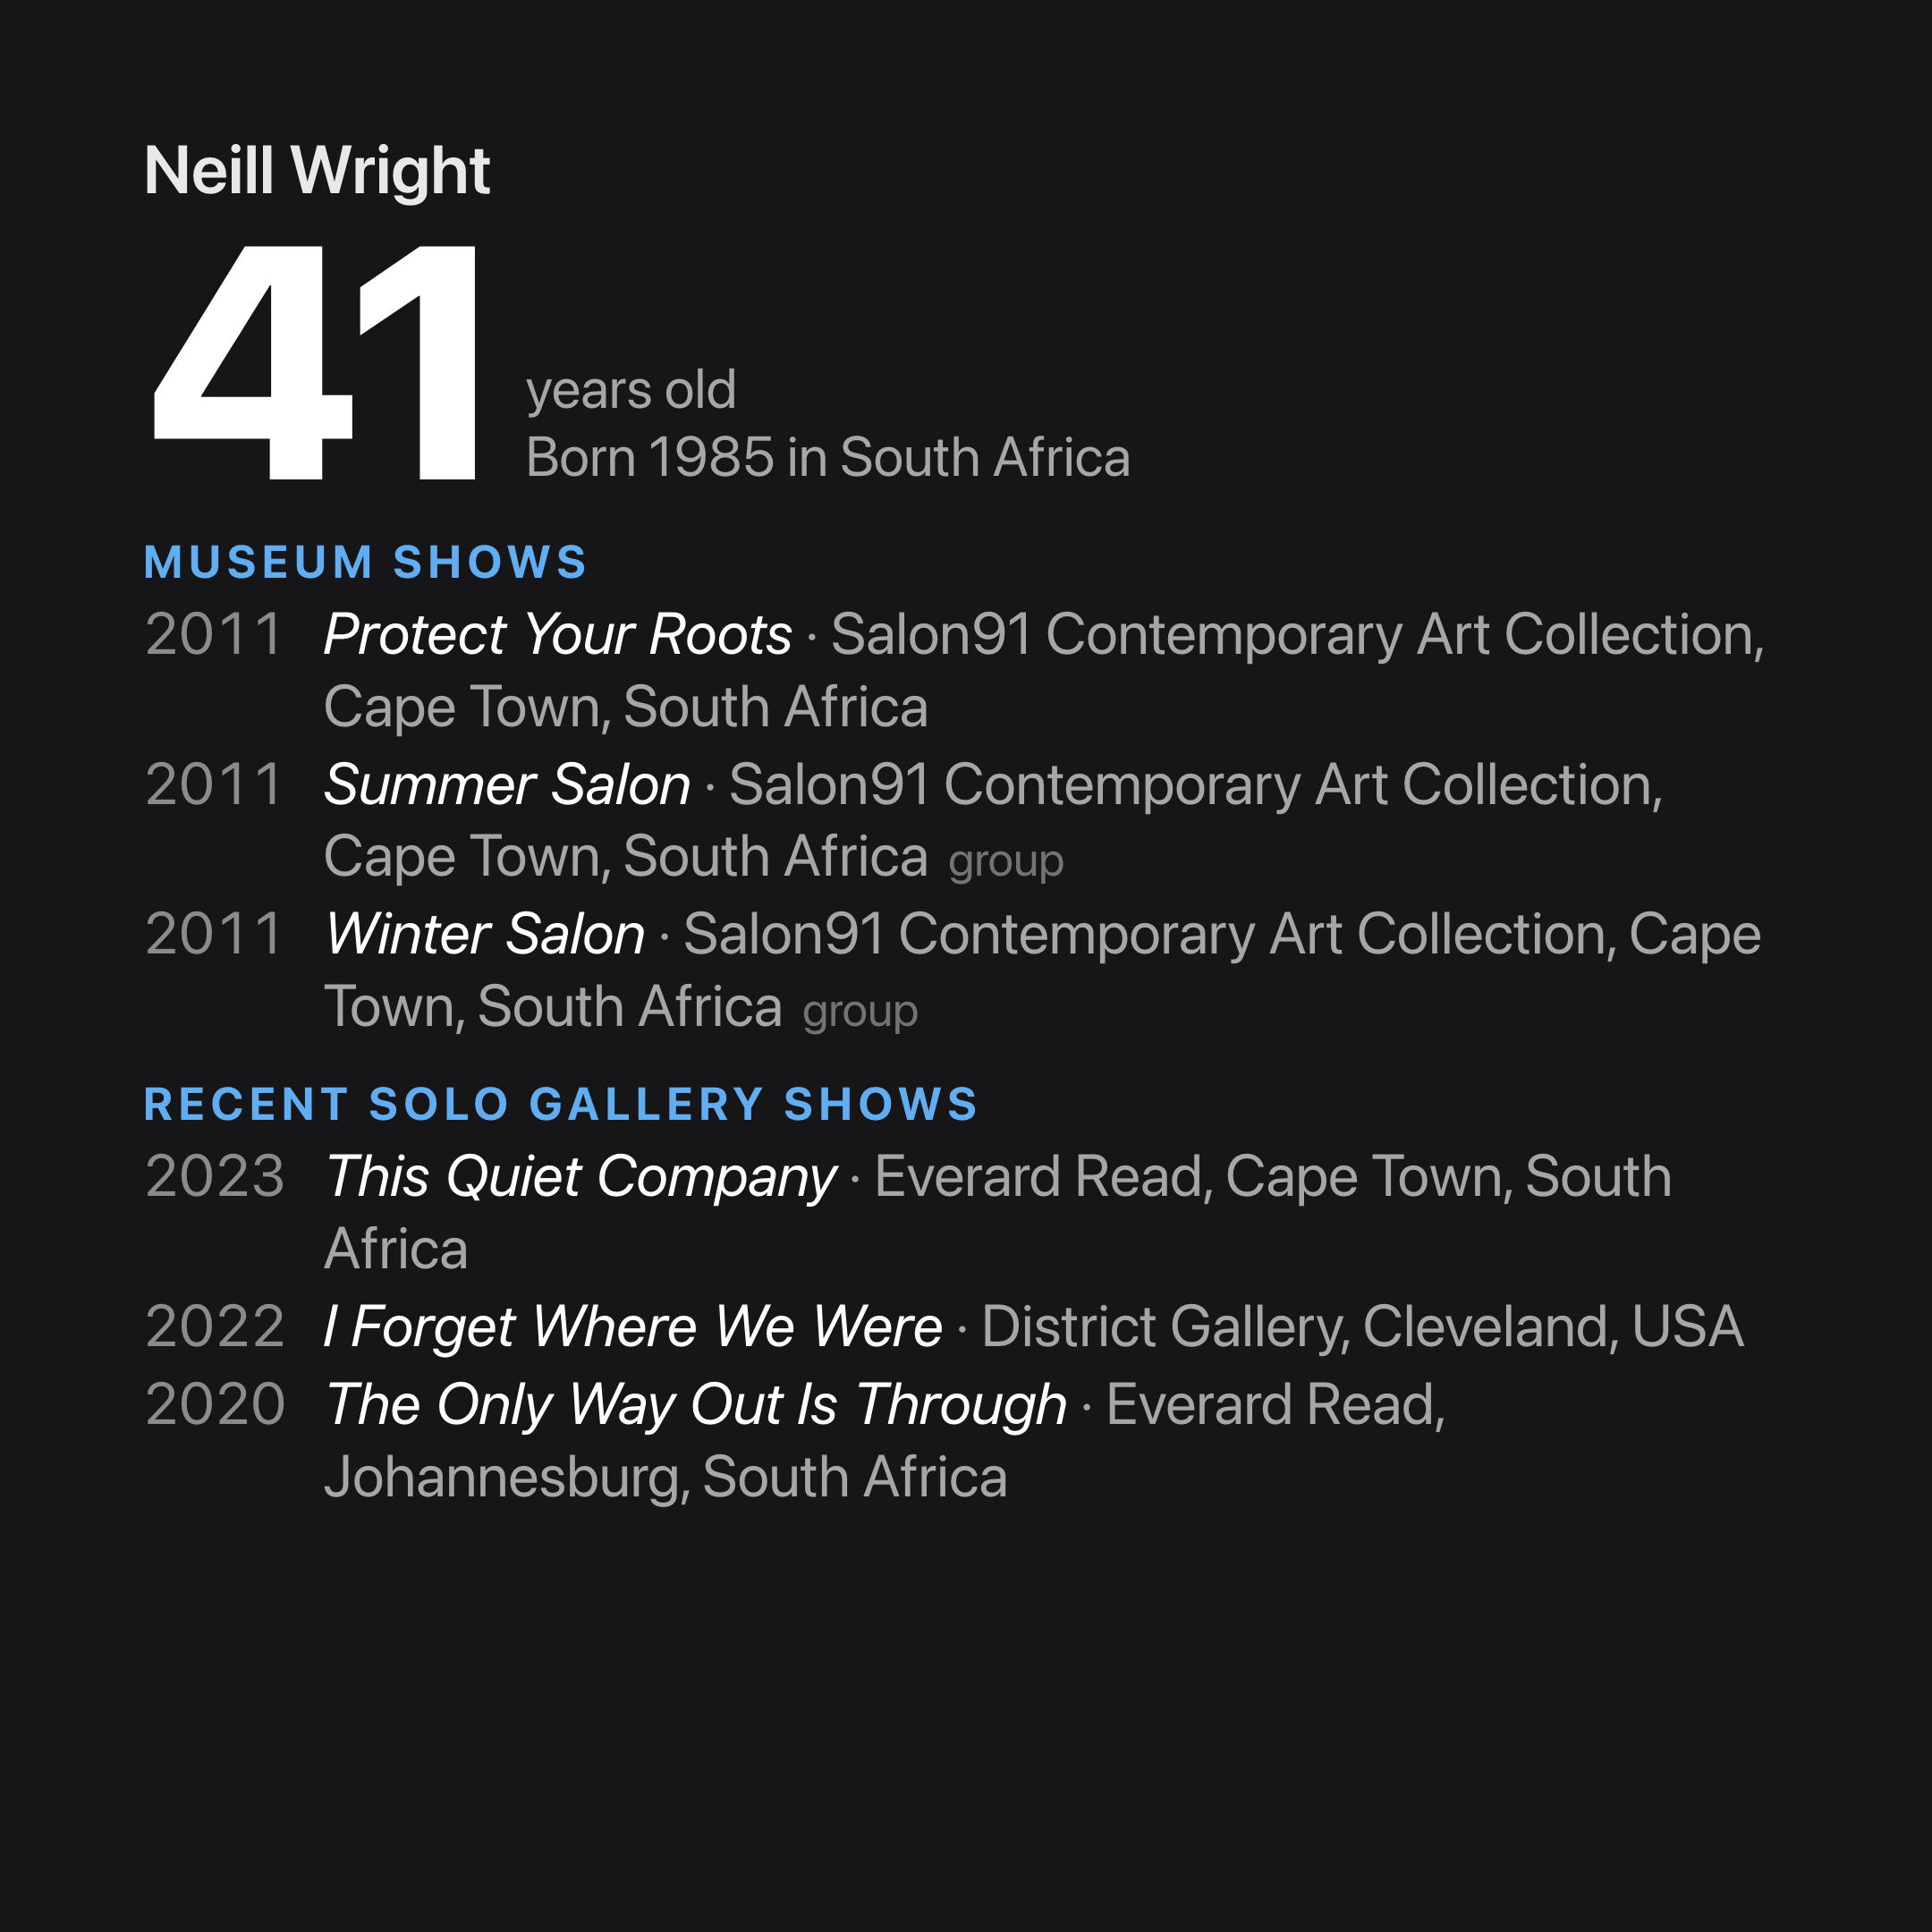 Neill Wright
41
years old
Born 1985 in South Africa
MUSEUM SHOWS
2011 Protect Your Roots · Salon91 Contemporary Art Collection,
Cape Town, South Africa
2011 Summer Salon · Salon91 Contemporary Art Collection,
Cape Town, South Africa group
2011 Winter Salon · Salon91 Contemporary Art Collection, Cape
Town, South Africa group
RECENT SOLO GALLERY SHOWS
2023 This Quiet Company · Everard Read, Cape Town, South
Africa
2022 I Forget Where We Were · District Gallery, Cleveland, USA
2020 The Only Way Out Is Through · Everard Read,
Johannesburg, South Africa